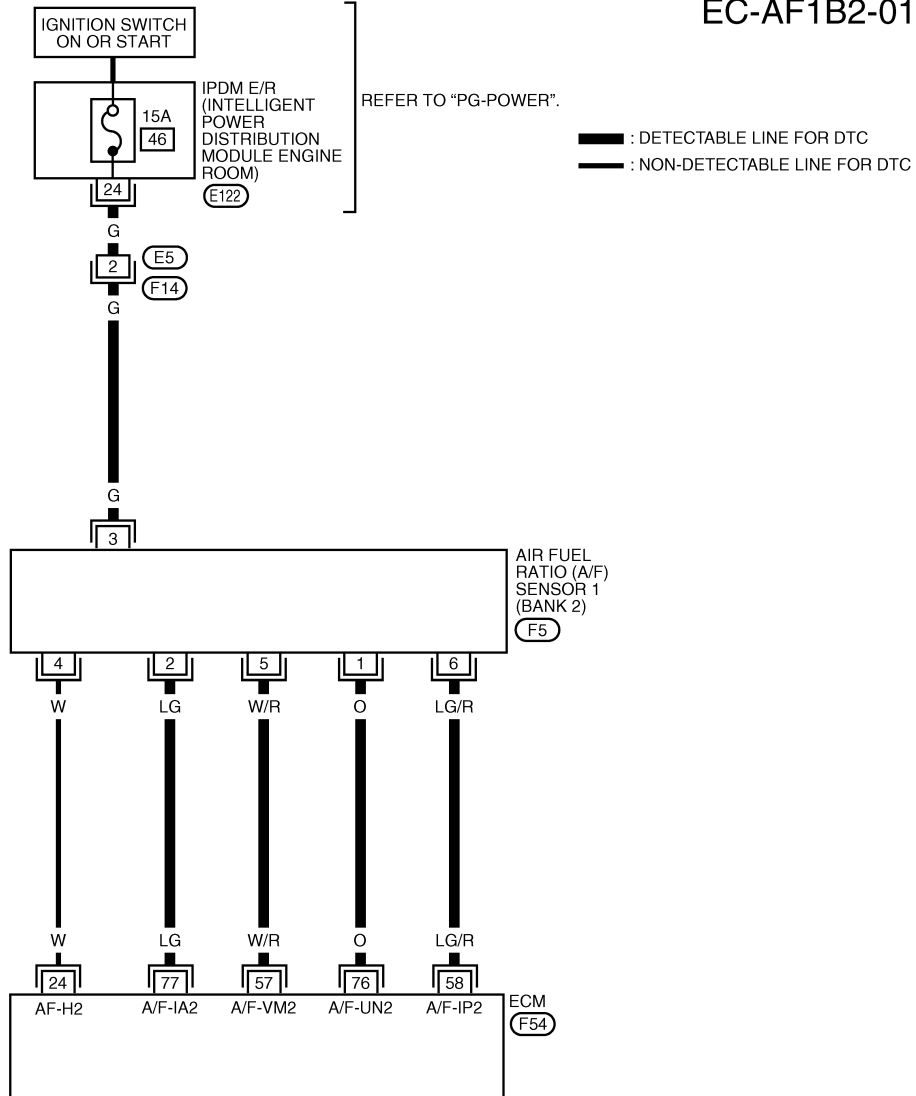 EC-AF1B2-01
IGNITION SWITCH
ON OR START
IPDM E/R
(INTELLIGENT
POWER
DISTRIBUTION
MODULE ENGINE
ROOM)
E122
15A
46
REFER TO “PG-POWER”.
: DETECTABLE LINE FOR DTC
: NON-DETECTABLE LINE FOR DTC
24
G
2
E5
F14
G
G
3
AIR FUEL
RATIO (A/F)
SENSOR 1
(BANK 2)
F5
4 2 5 1 6
W LG W/R O LG/R
W LG W/R O LG/R
24 77 57 76 58
AF-H2 A/F-IA2 A/F-VM2 A/F-UN2 A/F-IP2
ECM
F54